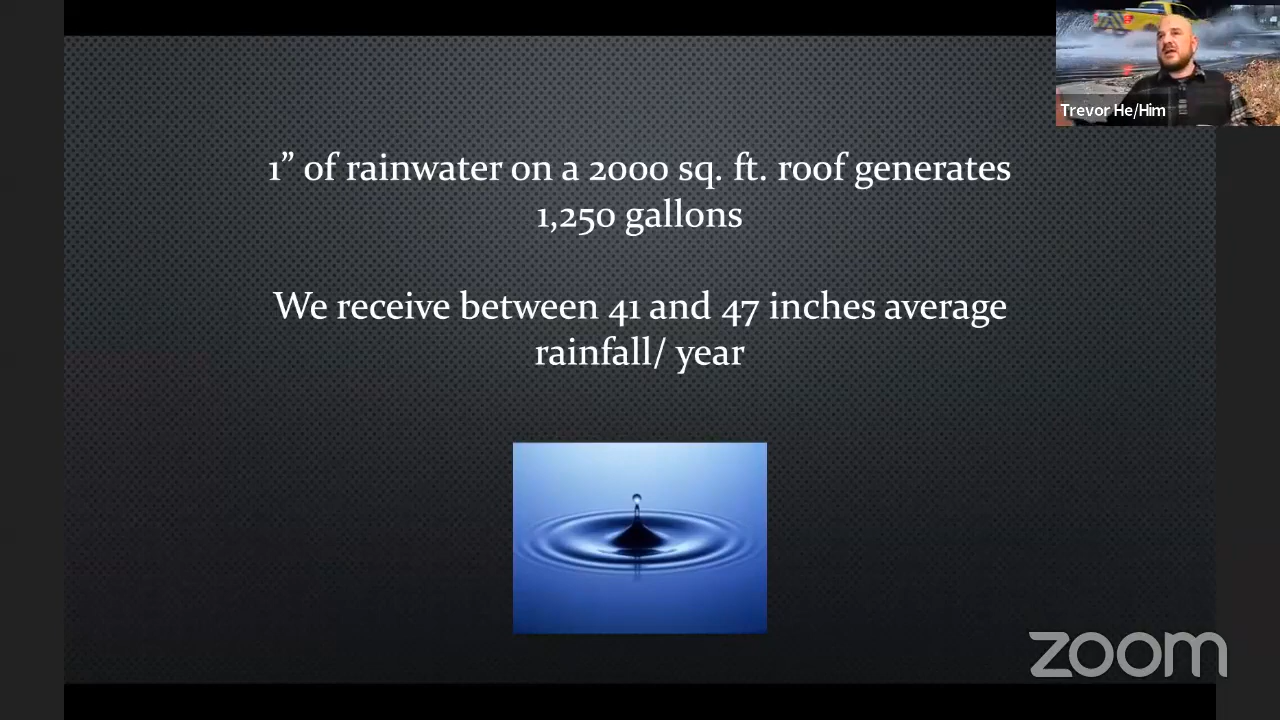 1” of rainwater on a 2000 sq. ft. roof generates
1,250 gallons
We receive between 41 and 47 inches average
rainfall/ year
Trevor He/Him
zoom